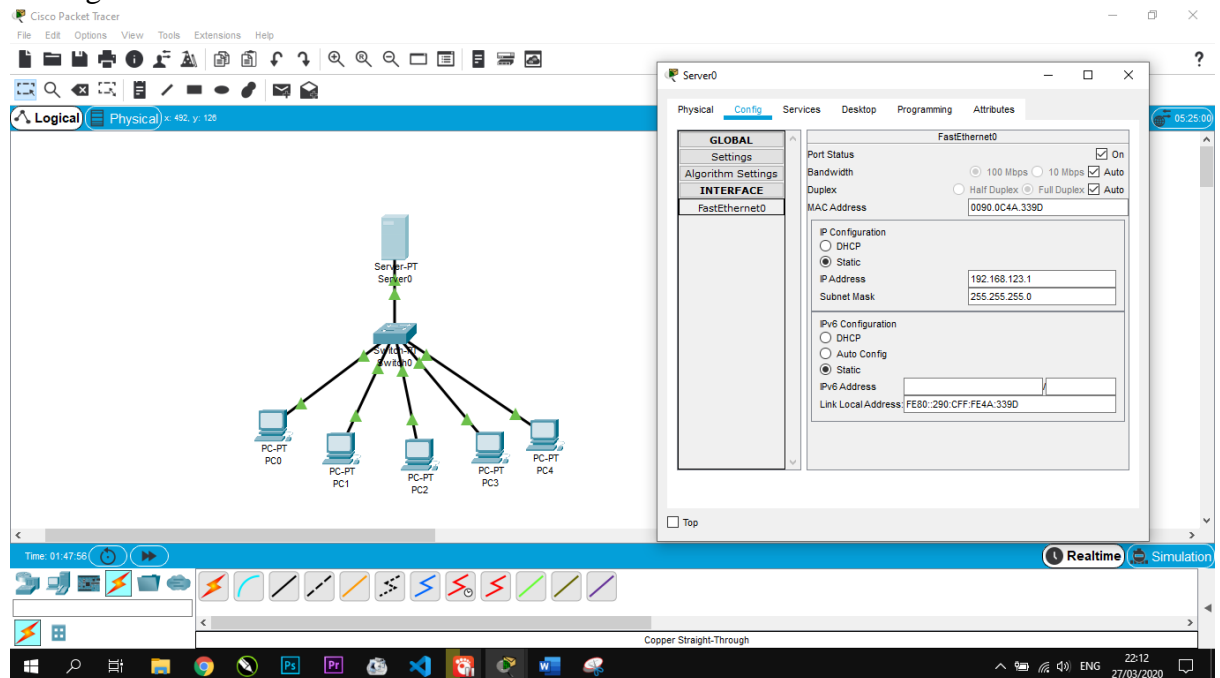 Cisco Packet Tracer
File Edit Options View Tools Extensions Help
?
Logical Physical x: 492, y: 126
05:25:00
Server-PT
Server0
Switch-PT
Switch0
PC-PT
PC0
PC-PT
PC1
PC-PT
PC2
PC-PT
PC3
PC-PT
PC4
Server0
Physical Config Services Desktop Programming Attributes
GLOBAL
Settings
Algorithm Settings
INTERFACE
FastEthernet0
FastEthernet0
Port Status On
Bandwidth 100 Mbps 10 Mbps Auto
Duplex Half Duplex Full Duplex Auto
MAC Address 0090.0C4A.339D
IP Configuration
DHCP
Static
IP Address 192.168.123.1
Subnet Mask 255.255.255.0
IPv6 Configuration
DHCP
Auto Config
Static
IPv6 Address /
Link Local Address: FE80::290:CFF:FE4A:339D
Top
Time: 01:47:56 Realtime Simulation
Copper Straight-Through
Ps Pr
ENG 22:12
27/03/2020